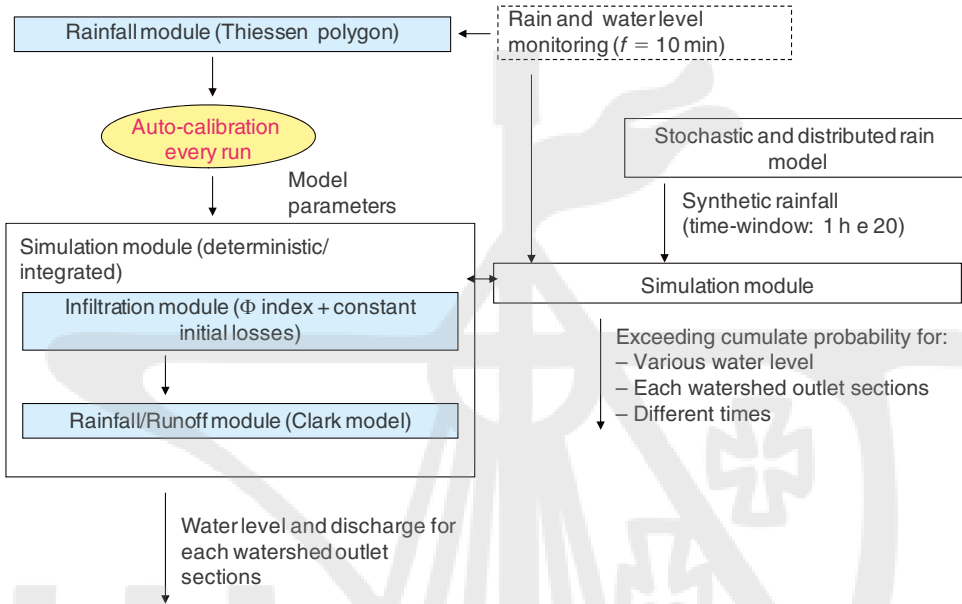 Rainfall module (Thiessen polygon)
Rain and water level
monitoring (f = 10 min)
Auto-calibration
every run
Stochastic and distributed rain
model
Model
parameters
Synthetic rainfall
(time-window: 1 h e 20)
Simulation module (deterministic/
integrated)
Simulation module
Infiltration module (Φ index + constant
initial losses)
Exceeding cumulate probability for:
– Various water level
– Each watershed outlet sections
– Different times
Rainfall/Runoff module (Clark model)
Water level and discharge for
each watershed outlet
sections